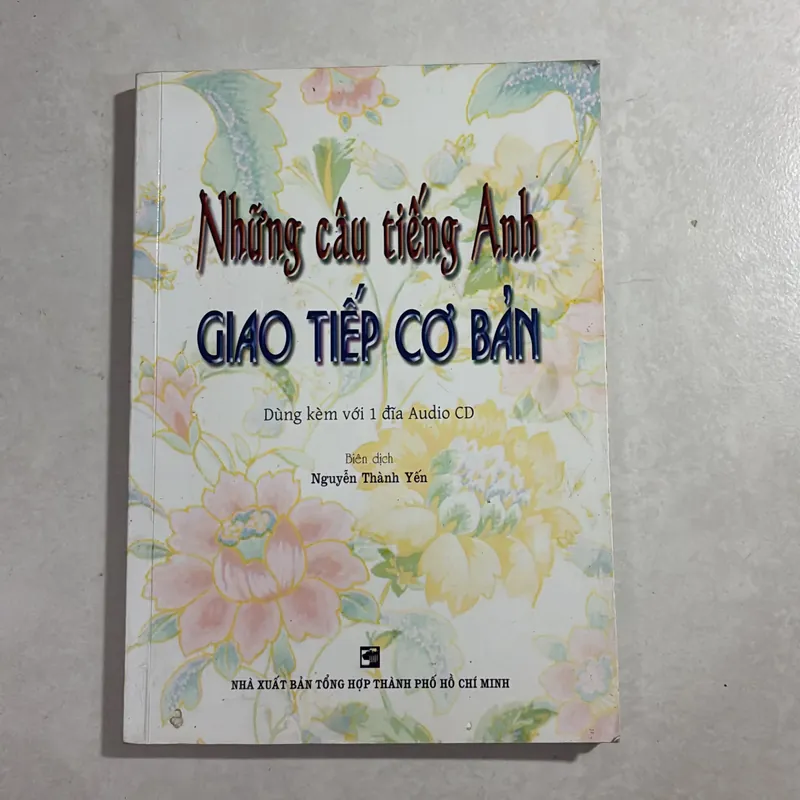 Những câu tiếng Anh
GIAO TIẾP CƠ BẢN
Dùng kèm với 1 đĩa Audio CD
Biên dịch
Nguyễn Thành Yến
NHÀ XUẤT BẢN TỔNG HỢP THÀNH PHỐ HỒ CHÍ MINH